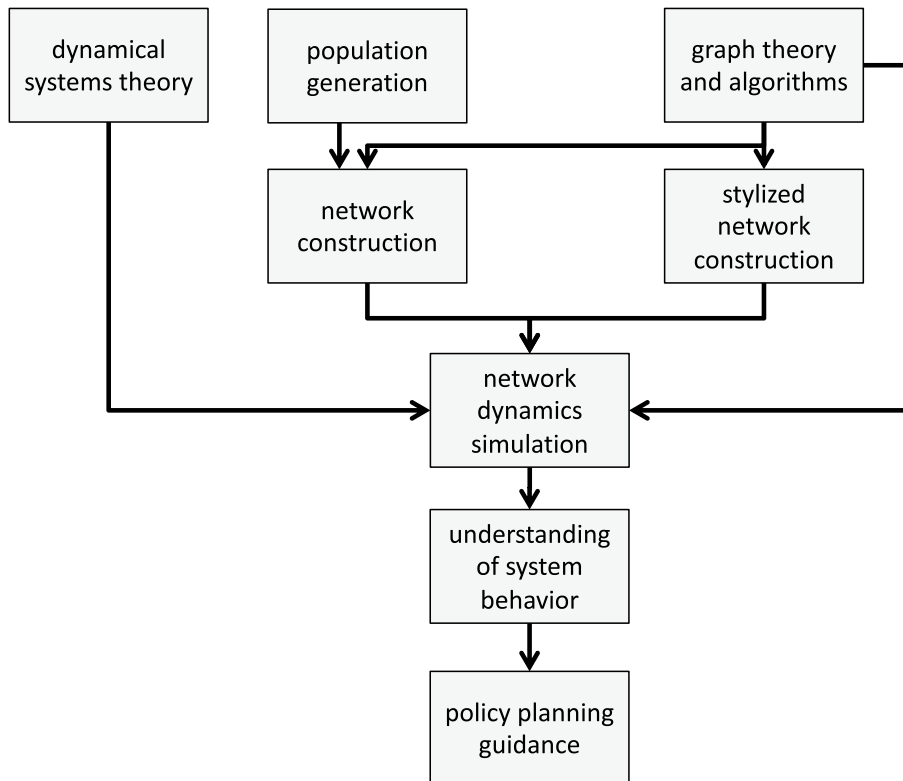 dynamical
systems theory
population
generation
graph theory
and algorithms
network
construction
stylized
network
construction
network
dynamics
simulation
understanding
of system
behavior
policy planning
guidance